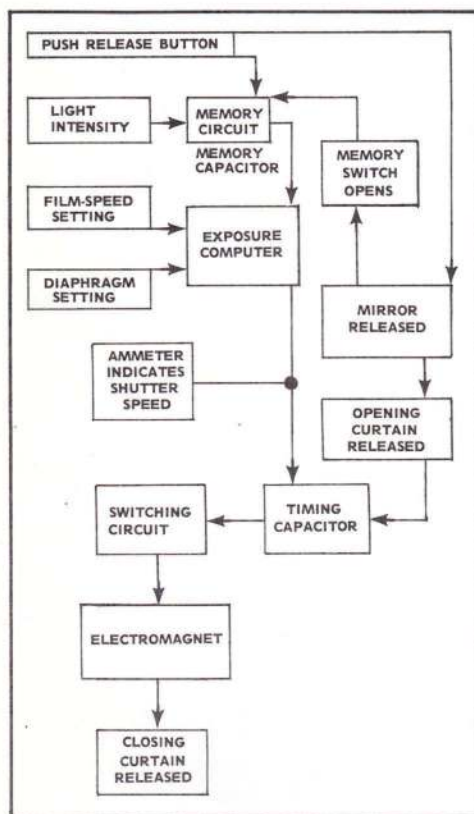 PUSH RELEASE BUTTON
LIGHT
INTENSITY
MEMORY
CIRCUIT
MEMORY
CAPACITOR
MEMORY
SWITCH
OPENS
FILM-SPEED
SETTING
EXPOSURE
COMPUTER
DIAPHRAGM
SETTING
MIRROR
RELEASED
AMMETER
INDICATES
SHUTTER
SPEED
OPENING
CURTAIN
RELEASED
SWITCHING
CIRCUIT
TIMING
CAPACITOR
ELECTROMAGNET
CLOSING
CURTAIN
RELEASED